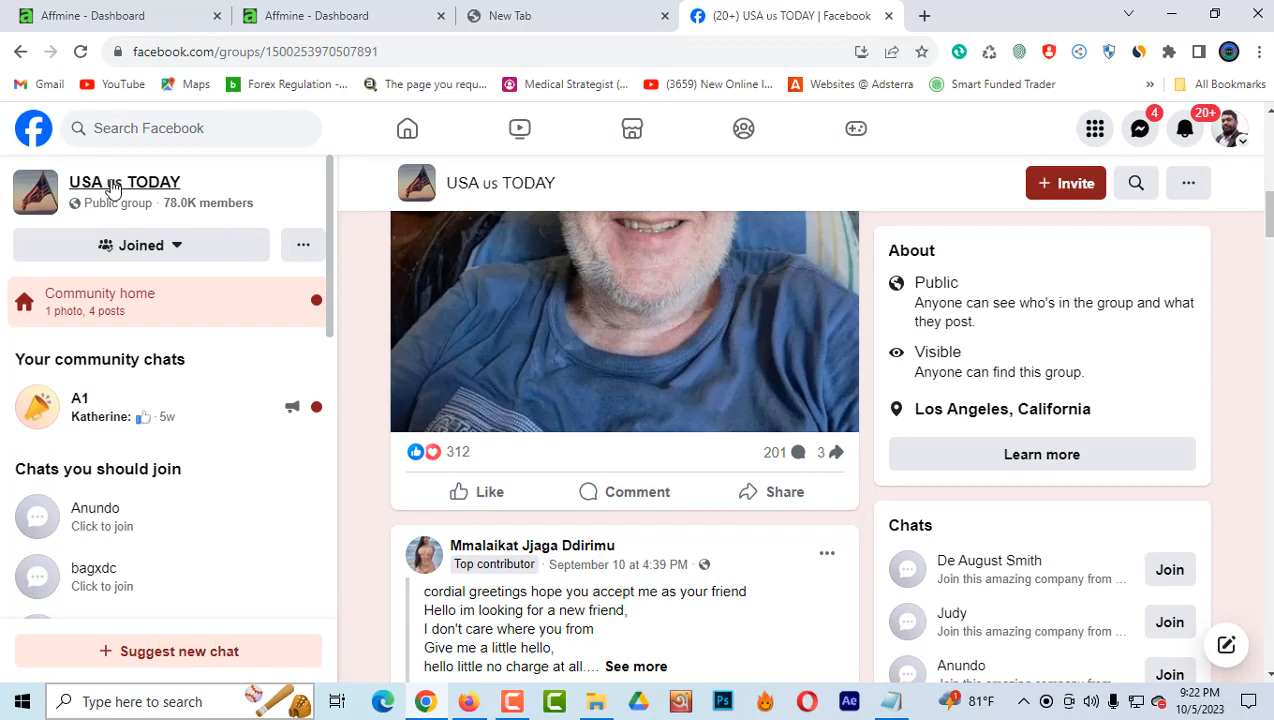 Affmine - Dashboard
Affmine - Dashboard
New Tab
(20+) USA us TODAY | Facebook
facebook.com/groups/1500253970507891
Gmail
YouTube
Maps
Forex Regulation -...
The page you requ...
Medical Strategist (...
(3659) New Online I...
Websites @Adsterra
Smart Funded Trader
»
All Bookmarks
Search Facebook
4
20+
USA us TODAY
Public group · 78.0K members
Joined
Community home
1 photo, 4 posts
Your community chats
A1
Katherine: 5w
Chats you should join
Anundo
Click to join
bagxdc
Click to join
+ Suggest new chat
USA us TODAY
+ Invite
312
201
3
Like
Comment
Share
Mmalaikat Jjaga Ddirimu
Top contributor · September 10 at 4:39 PM ·
cordial greetings hope you accept me as your friend
Hello im looking for a new friend,
I don't care where you from
Give me a little hello,
hello little no charge at all.... See more
About
Public
Anyone can see who's in the group and what
they post.
Visible
Anyone can find this group.
Los Angeles, California
Learn more
Chats
De August Smith
Join this amazing company from ...
Join
Judy
Join this amazing company from ...
Join
Anundo
Join
Type here to search
Ps
Ae
81°F
9:22 PM
10/5/2023